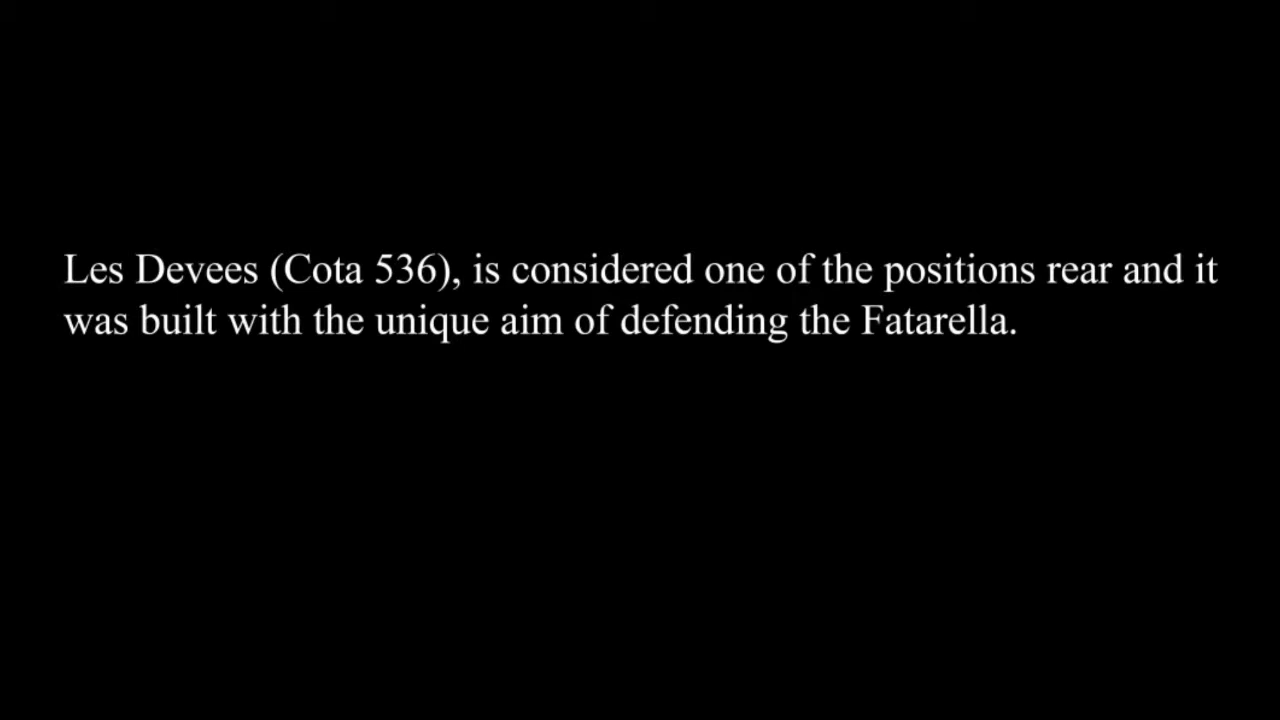 Les Devees (Cota 536), is considered one of the positions rear and it
was built with the unique aim of defending the Fatarella.